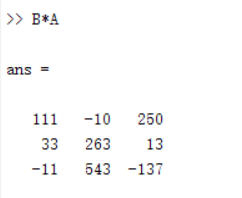 >> B*A
ans =
111 -10 250
33 263 13
-11 543 -137